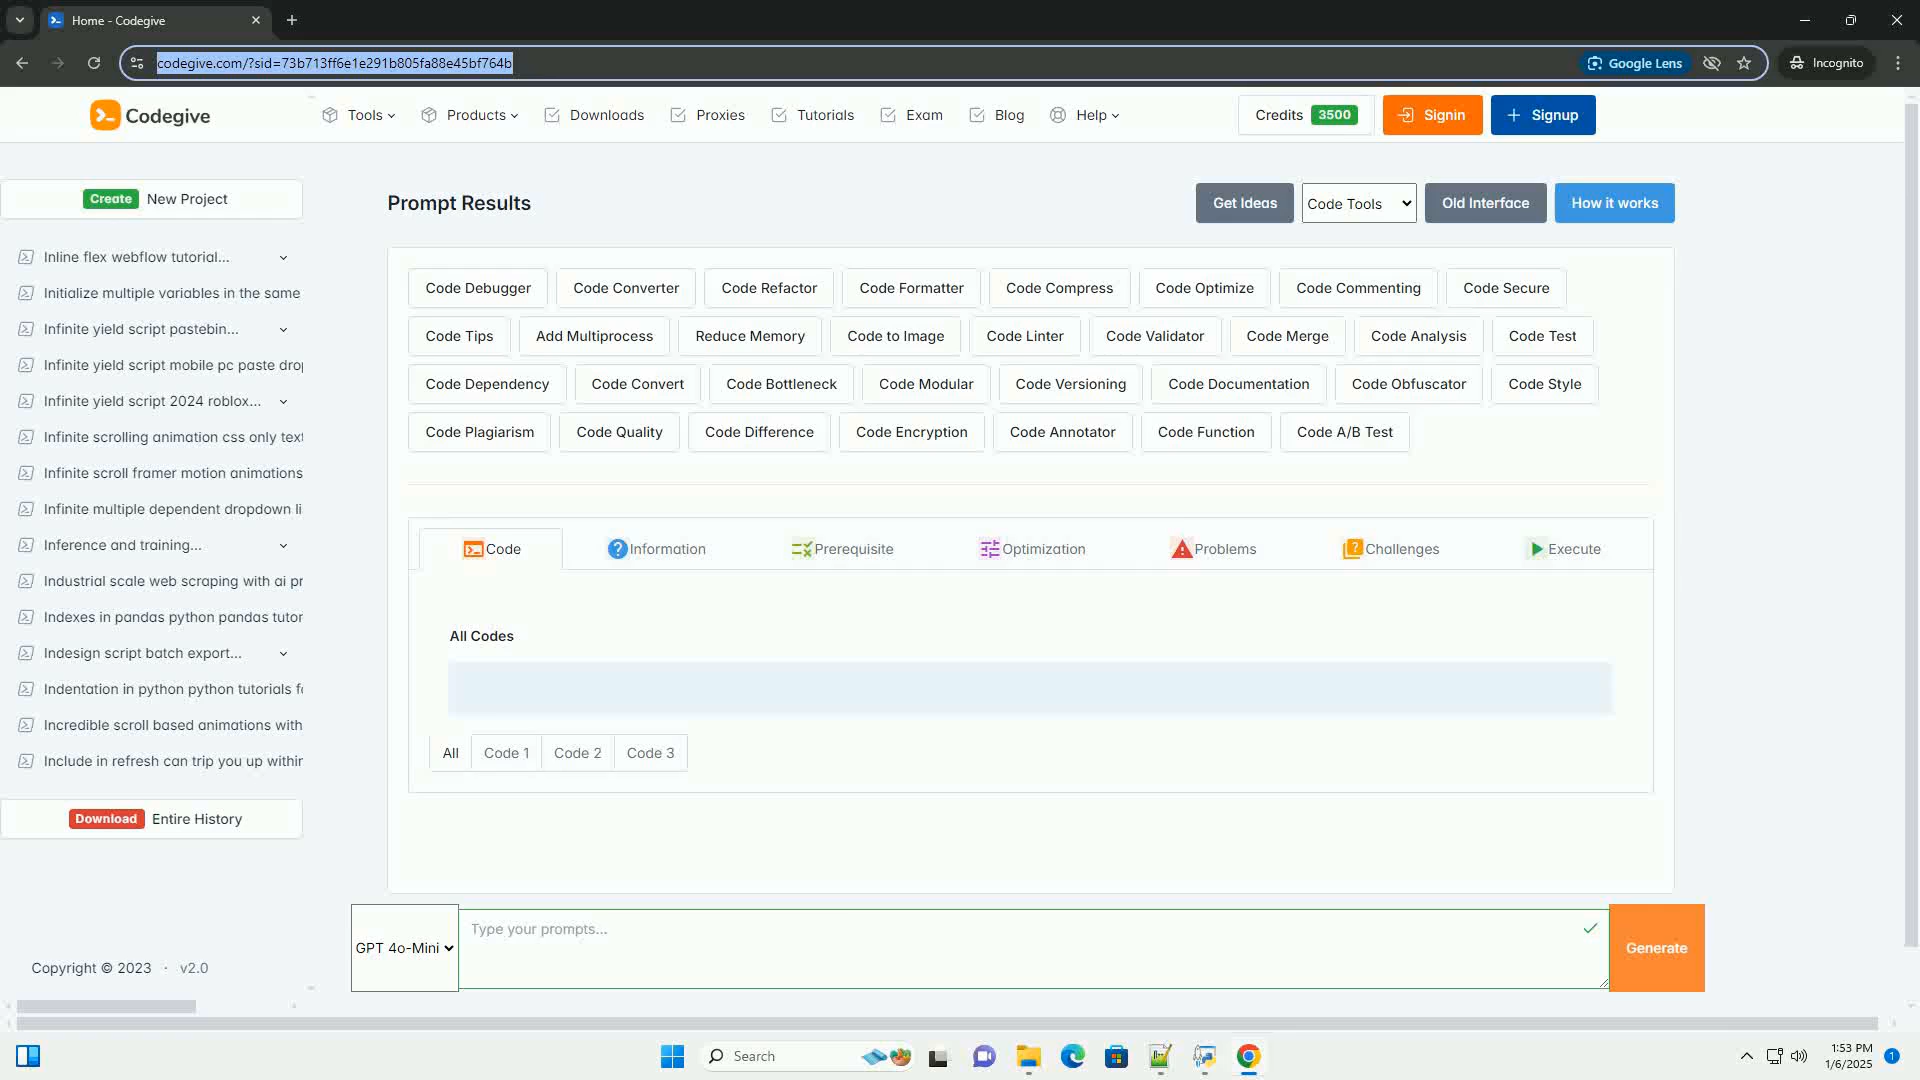 Home - Codegive
codegive.com/?sid=73b713ff6e1e291b805fa88e45bf764b
Google Lens
Incognito
Codegive
Tools
Products
Downloads
Proxies
Tutorials
Exam
Blog
Help
Credits 3500
Signin
Signup
Create New Project
Inline flex webflow tutorial...
Initialize multiple variables in the same
Infinite yield script pastebin...
Infinite yield script mobile pc paste drop
Infinite yield script 2024 roblox...
Infinite scrolling animation css only text
Infinite scroll framer motion animations
Infinite multiple dependent dropdown li
Inference and training...
Industrial scale web scraping with ai pr
Indexes in pandas python pandas tutor
Indesign script batch export...
Indentation in python python tutorials fo
Incredible scroll based animations with
Include in refresh can trip you up within
Download Entire History
Copyright © 2023 · v2.0
Prompt Results
Get Ideas
Code Tools
Old Interface
How it works
Code Debugger
Code Converter
Code Refactor
Code Formatter
Code Compress
Code Optimize
Code Commenting
Code Secure
Code Tips
Add Multiprocess
Reduce Memory
Code to Image
Code Linter
Code Validator
Code Merge
Code Analysis
Code Test
Code Dependency
Code Convert
Code Bottleneck
Code Modular
Code Versioning
Code Documentation
Code Obfuscator
Code Style
Code Plagiarism
Code Quality
Code Difference
Code Encryption
Code Annotator
Code Function
Code A/B Test
Code
Information
Prerequisite
Optimization
Problems
Challenges
Execute
All Codes
All
Code 1
Code 2
Code 3
GPT 4o-Mini
Type your prompts...
Generate
Search
1:53 PM
1/6/2025
1